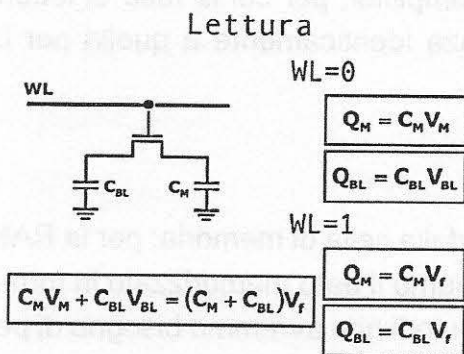 Lettura
WL=0
WL
Q_M = C_M V_M
C_BL
C_M
Q_BL = C_BL V_BL
WL=1
Q_M = C_M V_f
C_M V_M + C_BL V_BL = (C_M + C_BL) V_f
Q_BL = C_BL V_f